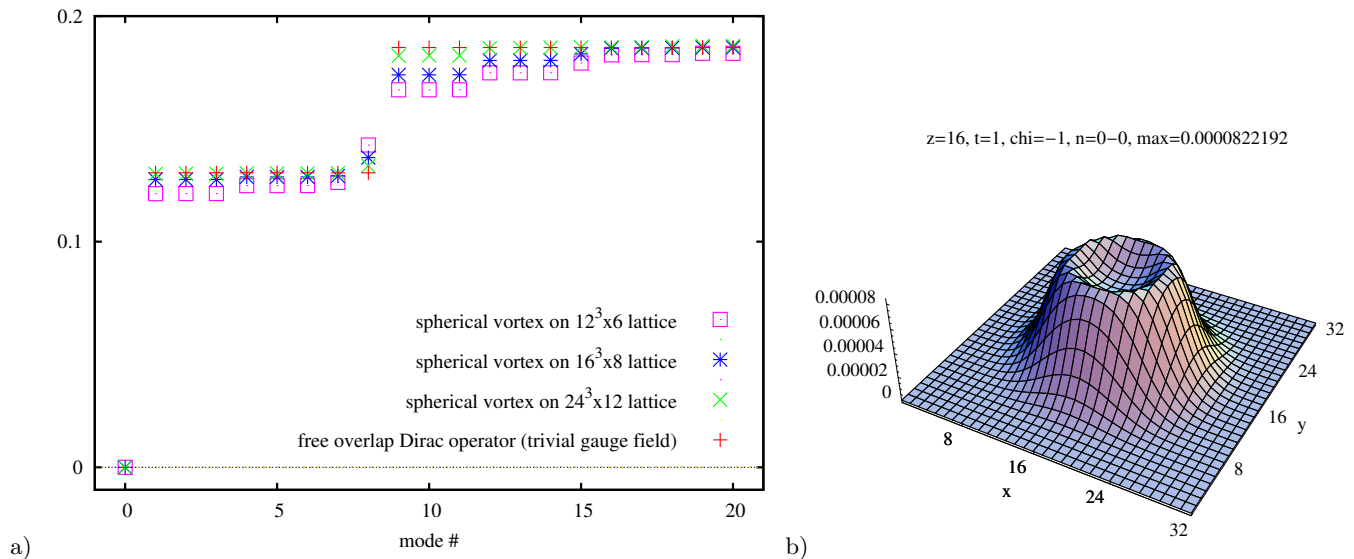 0.2
0.1
0
spherical vortex on 12³x6 lattice
spherical vortex on 16³x8 lattice
spherical vortex on 24³x12 lattice
free overlap Dirac operator (trivial gauge field)
0 5 10 15 20
mode #
a)
z=16, t=1, chi=−1, n=0−0, max=0.0000822192
0.00008
0.00006
0.00004
0.00002
0
8
16
24
32
x
8
16
24
32
y
b)